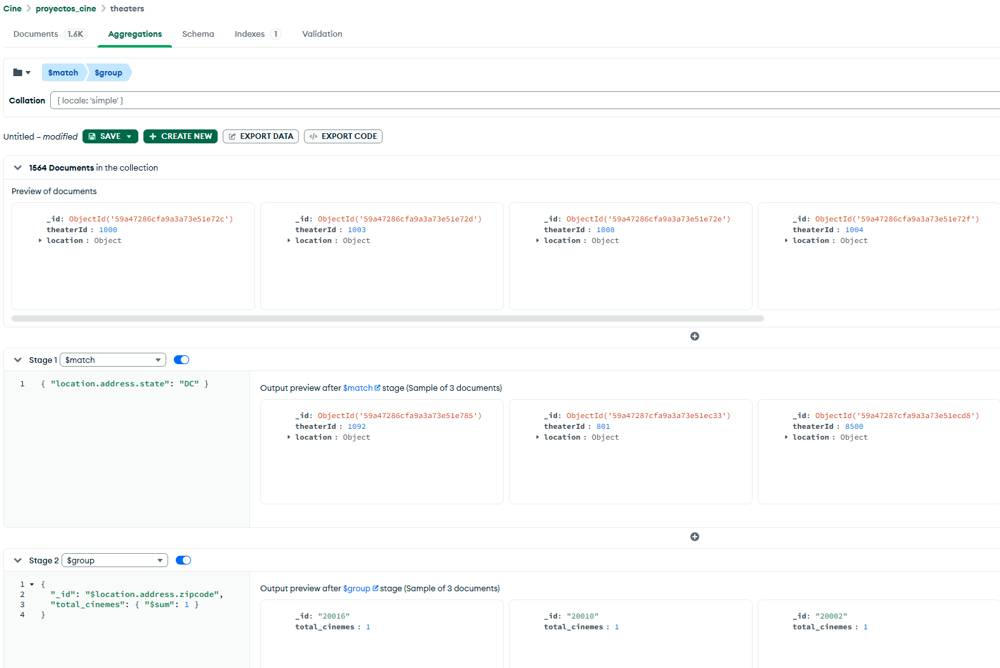 Cine > proyectos_cine > theaters
Documents 1.6K Aggregations Schema Indexes 1 Validation
$match $group
Collation { locale: 'simple' }
Untitled – modified SAVE CREATE NEW EXPORT DATA EXPORT CODE
1564 Documents in the collection
Preview of documents
_id: ObjectId('59a47286cfa9a3a73e51e72c') _id: ObjectId('59a47286cfa9a3a73e51e72d') _id: ObjectId('59a47286cfa9a3a73e51e72e') _id: ObjectId('59a47286cfa9a3a73e51e72f')
theaterId : 1000 theaterId : 1003 theaterId : 1008 theaterId : 1004
location : Object location : Object location : Object location : Object
Stage 1 $match
1 { "location.address.state": "DC" }
Output preview after $match stage (Sample of 3 documents)
_id: ObjectId('59a47286cfa9a3a73e51e785') _id: ObjectId('59a47287cfa9a3a73e51ec33') _id: ObjectId('59a47287cfa9a3a73e51ecd8')
theaterId : 1092 theaterId : 801 theaterId : 8500
location : Object location : Object location : Object
Stage 2 $group
1 {
2 "_id": "$location.address.zipcode",
3 "total_cinemes": { "$sum": 1 }
4 }
Output preview after $group stage (Sample of 3 documents)
_id: "20016" _id: "20010" _id: "20002"
total_cinemes : 1 total_cinemes : 1 total_cinemes : 1